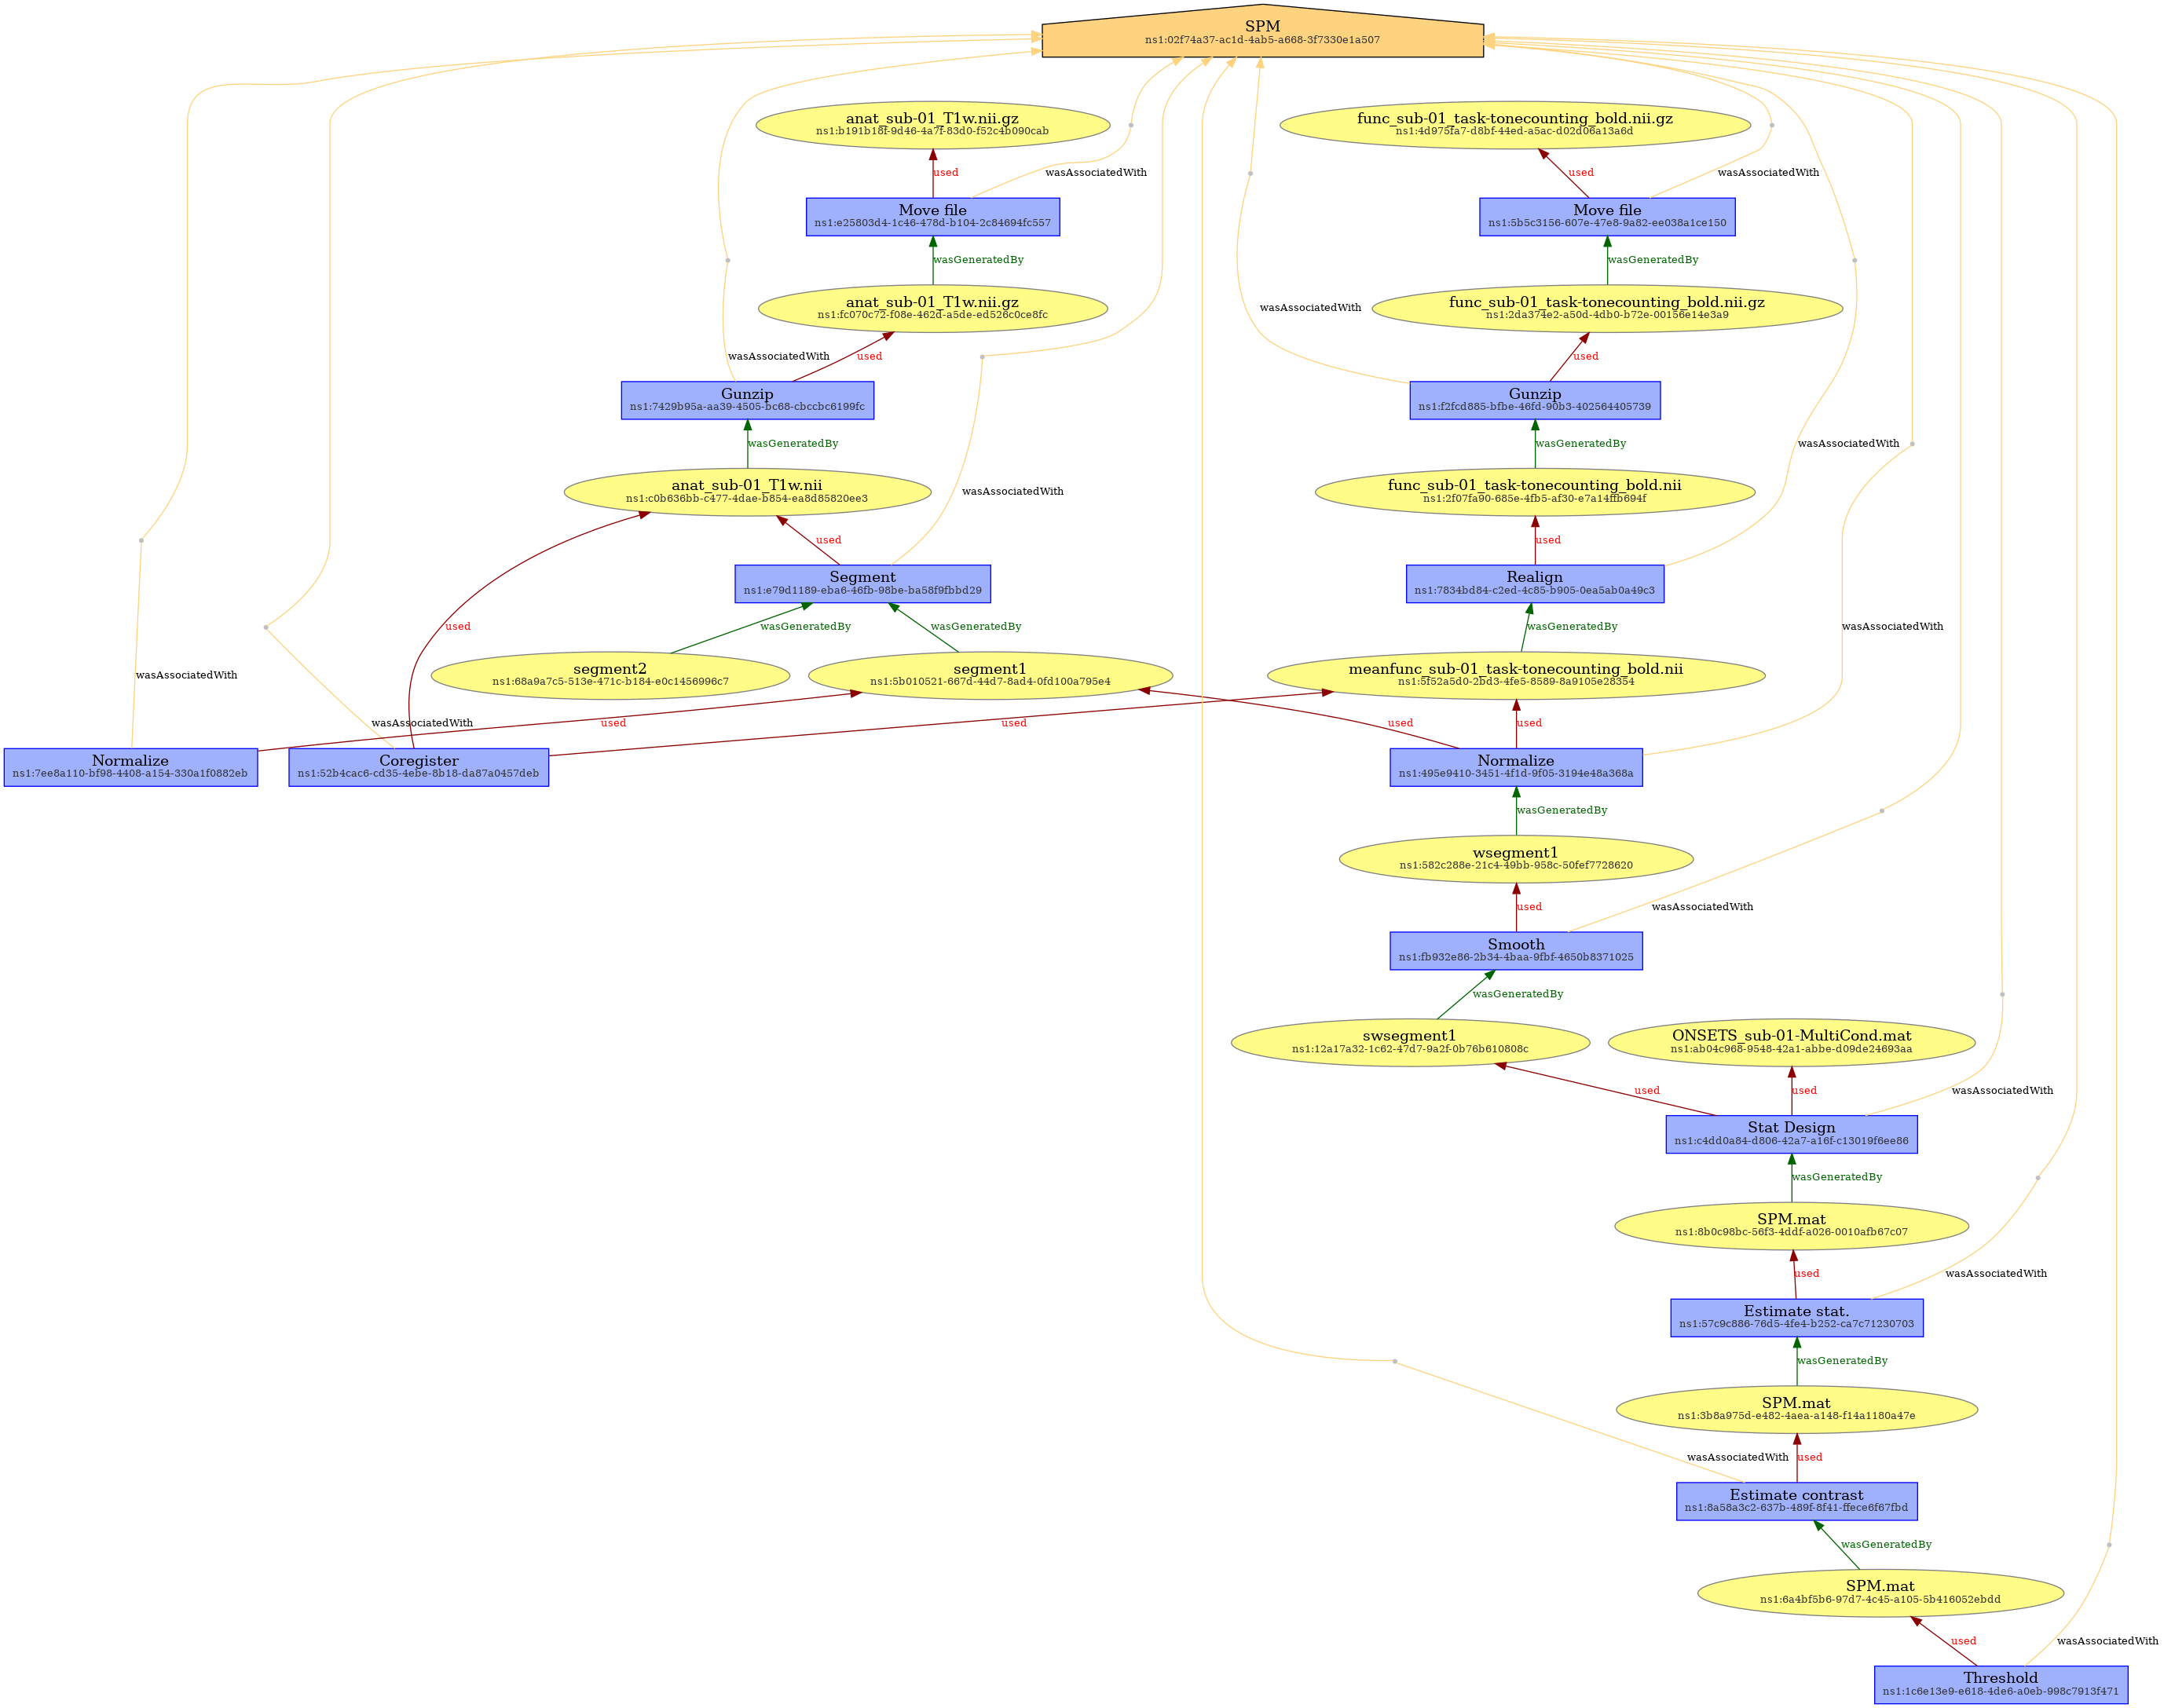 SPM
ns1:02f74a37-ac1d-4ab5-a668-3f7330e1a507
anat_sub-01_T1w.nii.gz
ns1:b191b18f-9d46-4a7f-83d0-f52c4b090cab
func_sub-01_task-tonecounting_bold.nii.gz
ns1:4d975fa7-d8bf-44ed-a5ac-d02d06a13a6d
used
wasAssociatedWith
used
wasAssociatedWith
Move file
ns1:e25803d4-1c46-478d-b104-2c84694fc557
Move file
ns1:5b5c3156-607e-47e8-9a82-ee038a1ce150
wasGeneratedBy
wasGeneratedBy
anat_sub-01_T1w.nii.gz
ns1:fc070c72-f08e-462d-a5de-ed526c0ce8fc
wasAssociatedWith
func_sub-01_task-tonecounting_bold.nii.gz
ns1:2da374e2-a50d-4db0-b72e-00156e14e3a9
wasAssociatedWith
used
used
Gunzip
ns1:7429b95a-aa39-4505-bc68-cbccbc6199fc
Gunzip
ns1:f2fcd885-bfbe-46fd-90b3-402564405739
wasGeneratedBy
wasGeneratedBy
wasAssociatedWith
anat_sub-01_T1w.nii
ns1:c0b636bb-c477-4dae-b854-ea8d85820ee3
wasAssociatedWith
func_sub-01_task-tonecounting_bold.nii
ns1:2f07fa90-685e-4fb5-af30-e7a14ffb694f
used
used
Segment
ns1:e79d1189-eba6-46fb-98be-ba58f9fbbd29
Realign
ns1:7834bd84-c2ed-4c85-b905-0ea5ab0a49c3
used
wasGeneratedBy
wasGeneratedBy
wasGeneratedBy
wasAssociatedWith
wasAssociatedWith
segment2
ns1:68a9a7c5-513e-471c-b184-e0c1456996c7
segment1
ns1:5b010521-667d-44d7-8ad4-0fd100a795e4
meanfunc_sub-01_task-tonecounting_bold.nii
ns1:5f52a5d0-2bd3-4fe5-8589-8a9105e28354
wasAssociatedWith
used
used
used
used
Normalize
ns1:7ee8a110-bf98-4408-a154-330a1f0882eb
Coregister
ns1:52b4cac6-cd35-4ebe-8b18-da87a0457deb
Normalize
ns1:495e9410-3451-4f1d-9f05-3194e48a368a
wasGeneratedBy
wsegment1
ns1:582c288e-21c4-49bb-958c-50fef7728620
used
wasAssociatedWith
Smooth
ns1:fb932e86-2b34-4baa-9fbf-4650b8371025
wasGeneratedBy
swsegment1
ns1:12a17a32-1c62-47d7-9a2f-0b76b610808c
ONSETS_sub-01-MultiCond.mat
ns1:ab04c968-9548-42a1-abbe-d09de24693aa
used
used
wasAssociatedWith
Stat Design
ns1:c4dd0a84-d806-42a7-a16f-c13019f6ee86
wasGeneratedBy
SPM.mat
ns1:8b0c98bc-56f3-4ddf-a026-0010afb67c07
used
wasAssociatedWith
Estimate stat.
ns1:57c9c886-76d5-4fe4-b252-ca7c71230703
wasGeneratedBy
SPM.mat
ns1:3b8a975d-e482-4aea-a148-f14a1180a47e
wasAssociatedWith
used
Estimate contrast
ns1:8a58a3c2-637b-489f-8f41-ffece6f67fbd
wasGeneratedBy
SPM.mat
ns1:6a4bf5b6-97d7-4c45-a105-5b416052ebdd
used
wasAssociatedWith
Threshold
ns1:1c6e13e9-e618-4de6-a0eb-998c7913f471